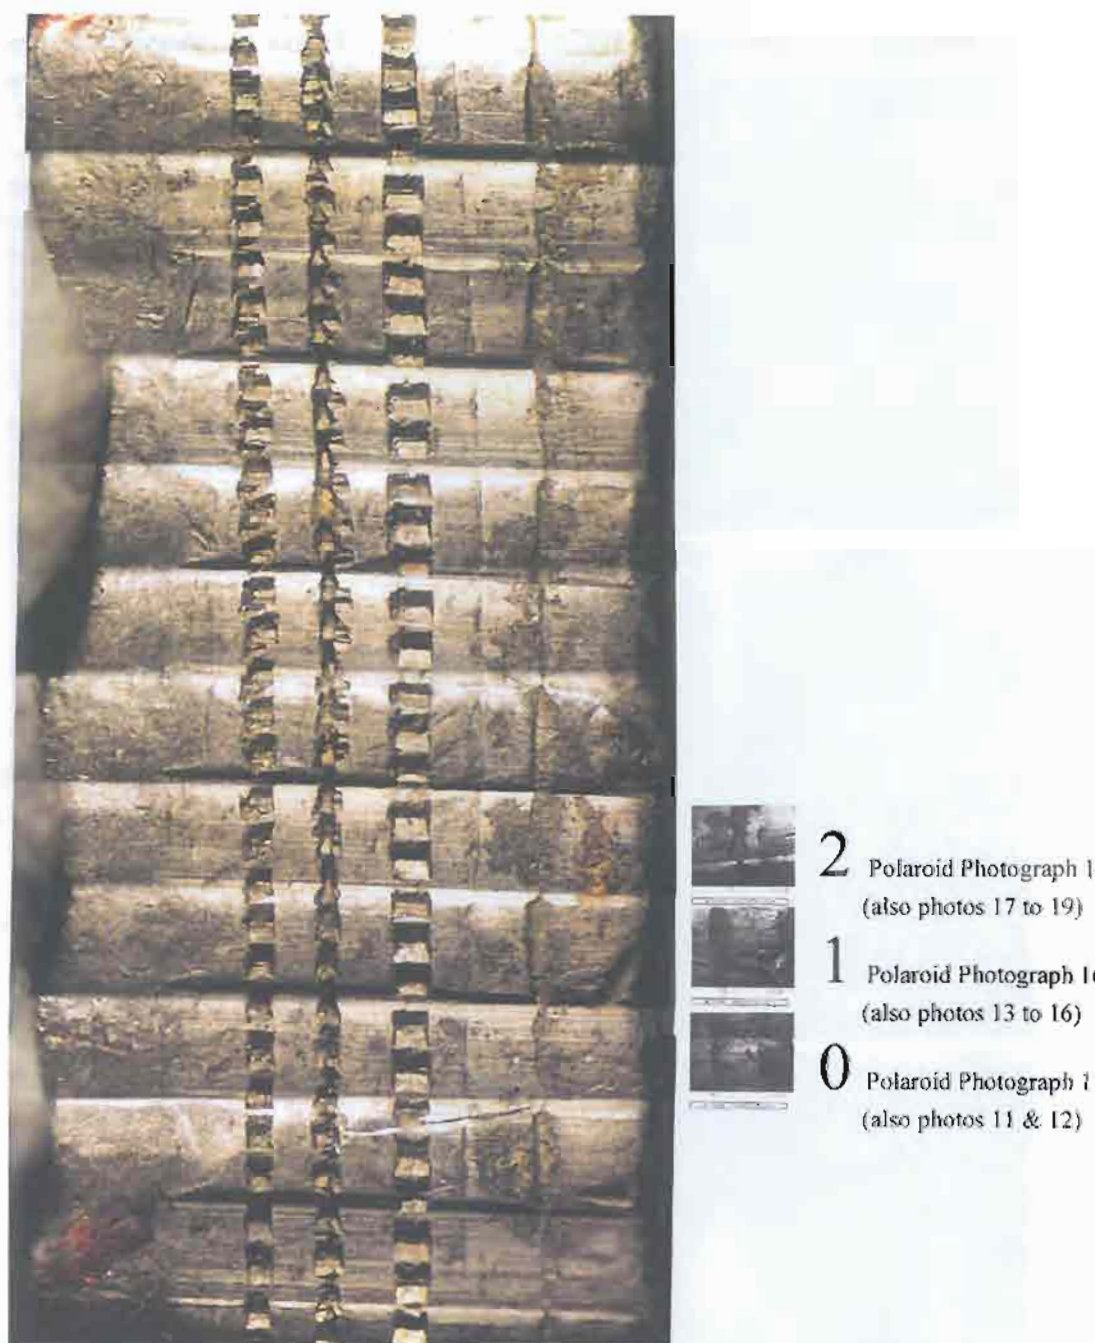 2 Polaroid Photograph 1
(also photos 17 to 19)
1 Polaroid Photograph 16
(also photos 13 to 16)
0 Polaroid Photograph 1
(also photos 11 & 12)